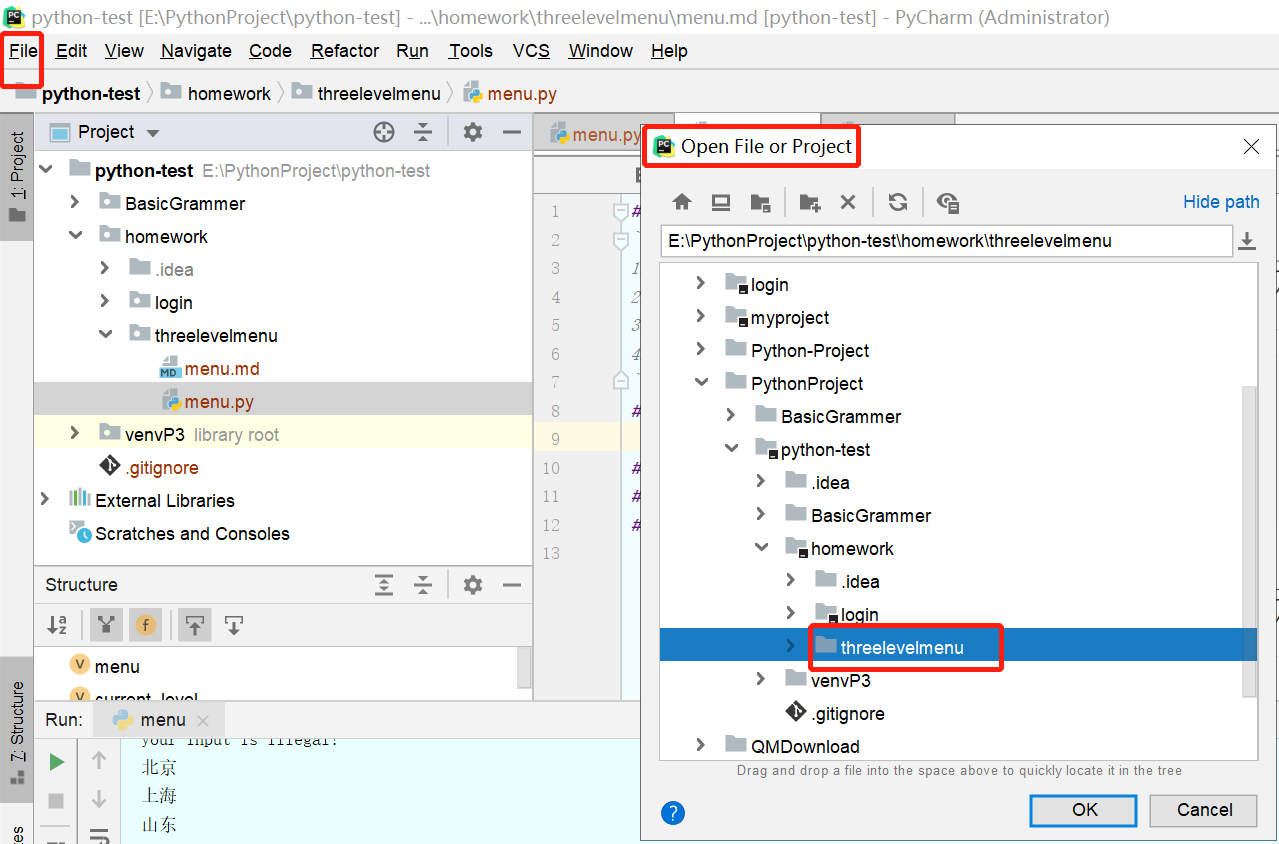 python-test [E:\PythonProject\python-test] - ...\homework\threelevelmenu\menu.md [python-test] - PyCharm (Administrator)
File Edit View Navigate Code Refactor Run Tools VCS Window Help
python-test homework threelevelmenu menu.py
1: Project
Project
menu.py
python-test E:\PythonProject\python-test
BasicGrammer
homework
.idea
login
threelevelmenu
menu.md
menu.py
venvP3 library root
.gitignore
External Libraries
Scratches and Consoles
1 #
2 `
3 1
4 2
5 3
6 4
7 `
8 #
9
10 #
11 #
12 #
13
Open File or Project
Hide path
E:\PythonProject\python-test\homework\threelevelmenu
login
myproject
Python-Project
PythonProject
BasicGrammer
python-test
.idea
BasicGrammer
homework
.idea
login
threelevelmenu
venvP3
.gitignore
QMDownload
Drag and drop a file into the space above to quickly locate it in the tree
? OK Cancel
Z: Structure
Structure
menu
current_level
Run: menu
your input is illegal!
北京
上海
山东